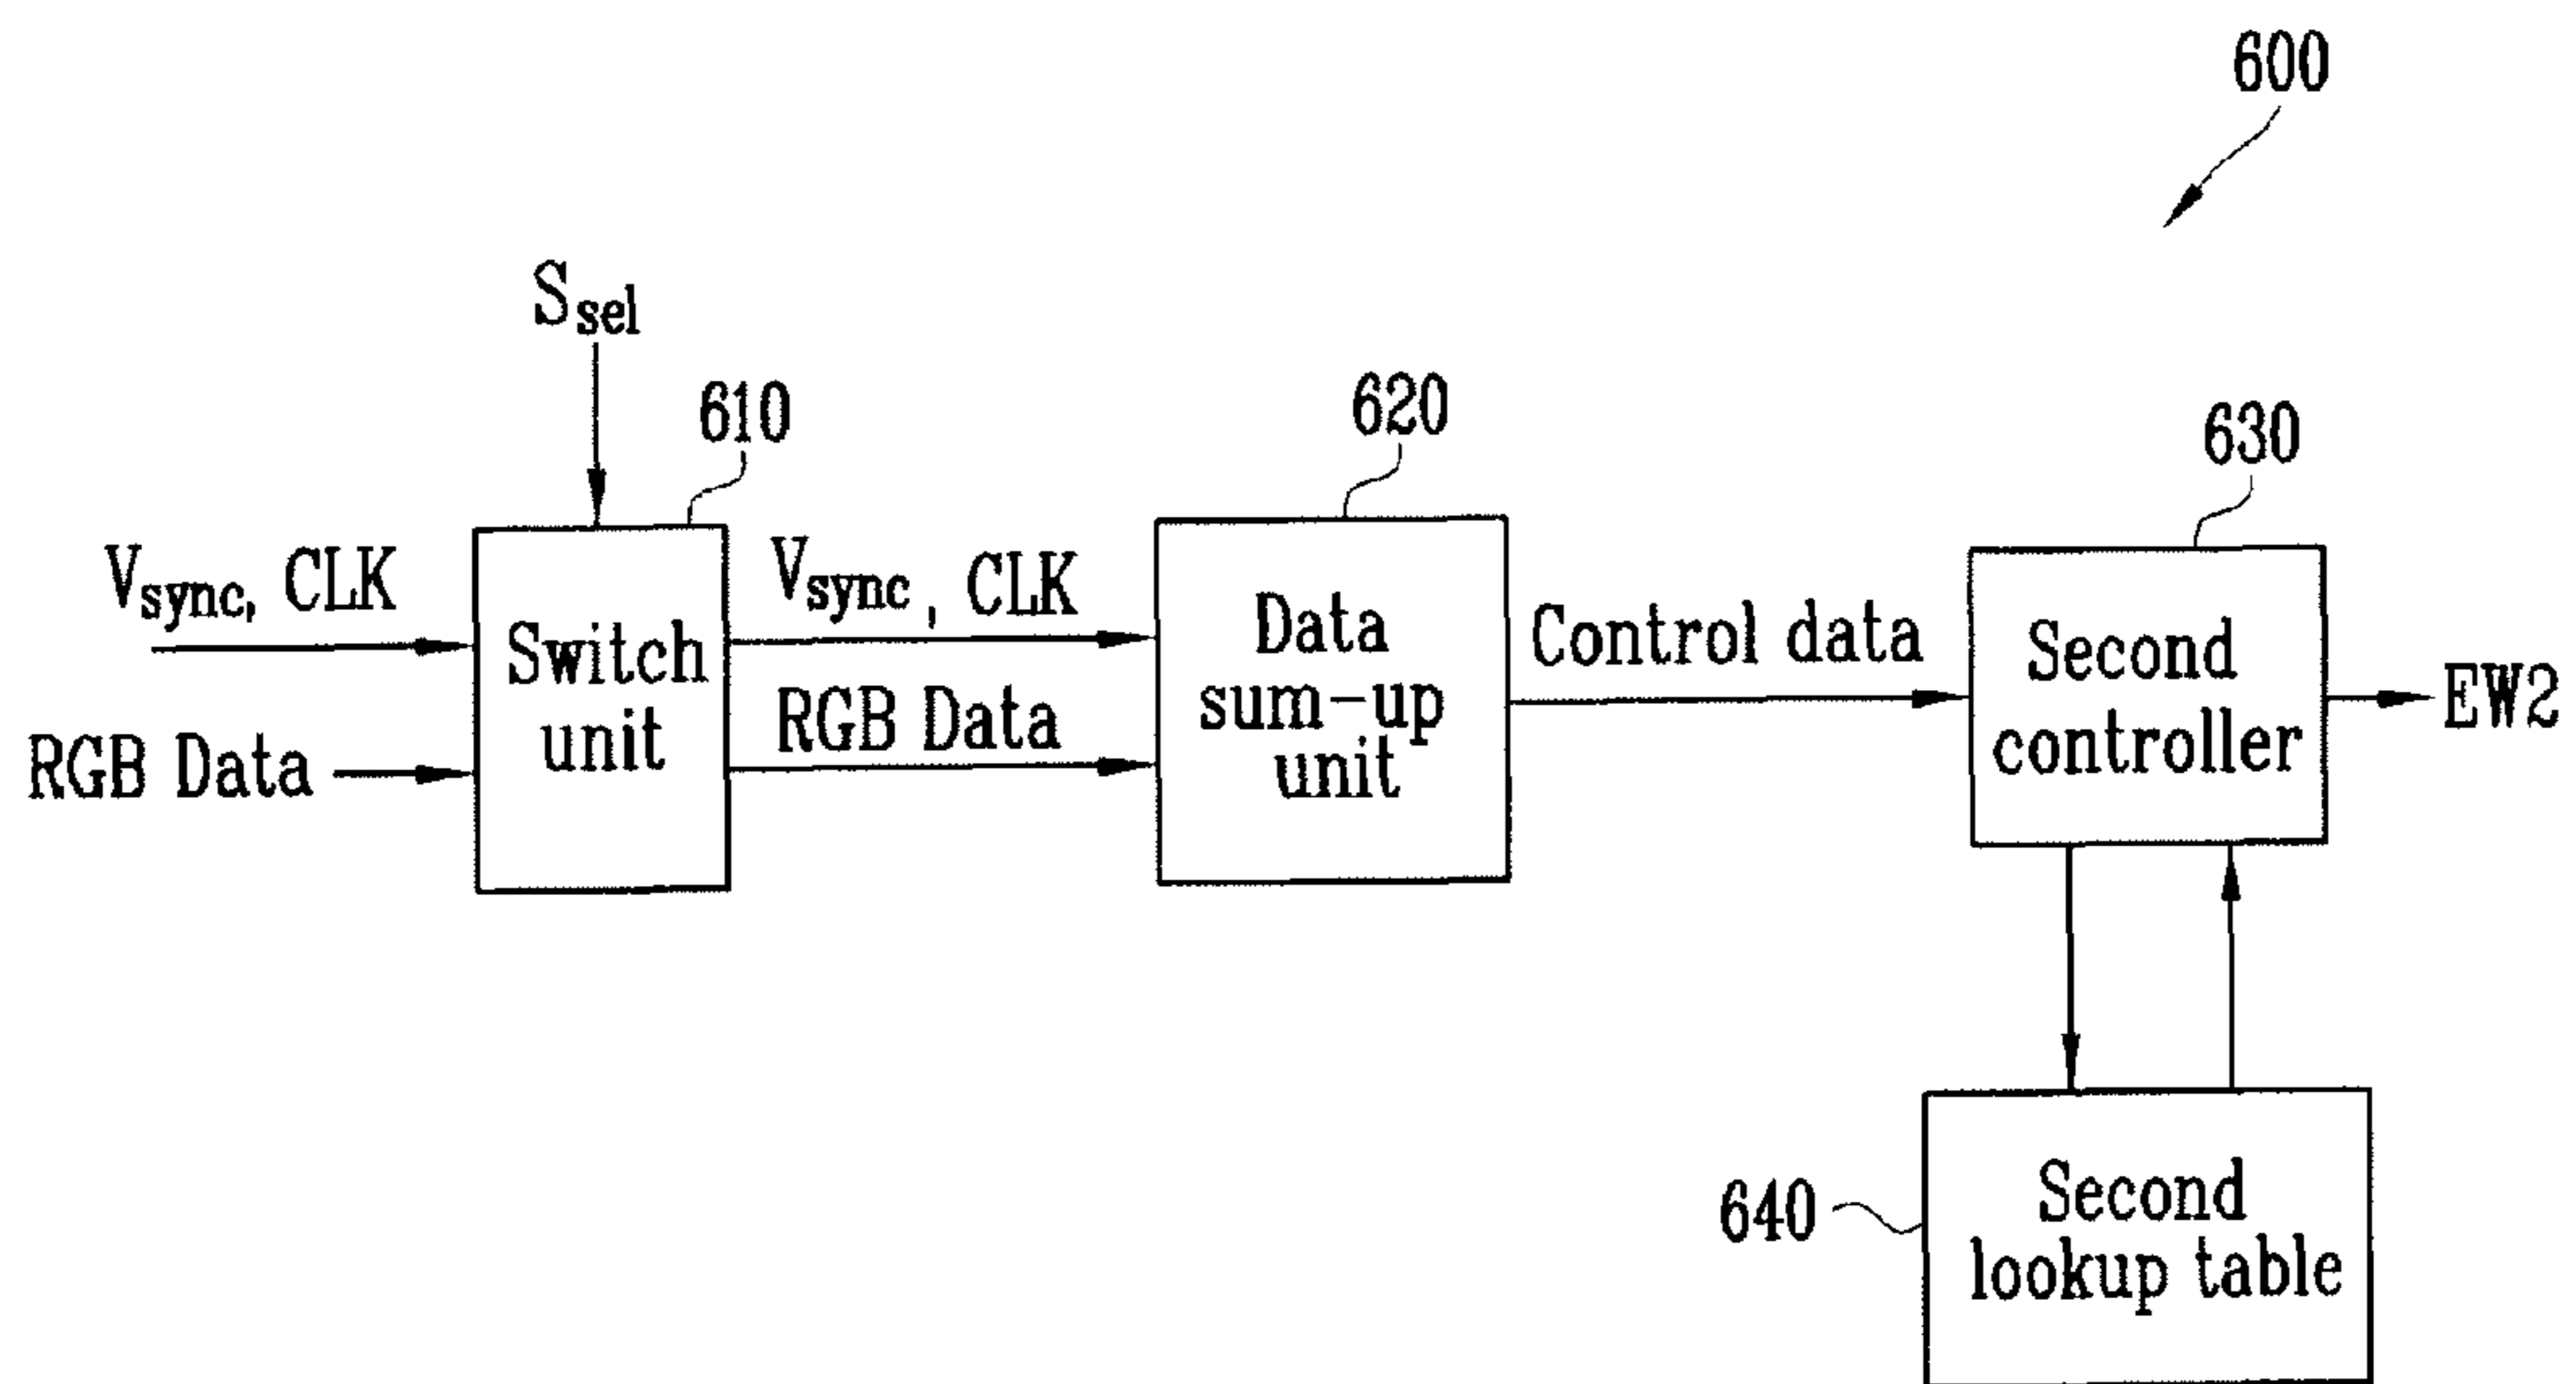 600
Ssel
610
620
630
Vsync, CLK
Vsync , CLK
RGB Data
RGB Data
Switch
unit
Data
sum-up
unit
Control data
Second
controller
EW2
640
Second
lookup table